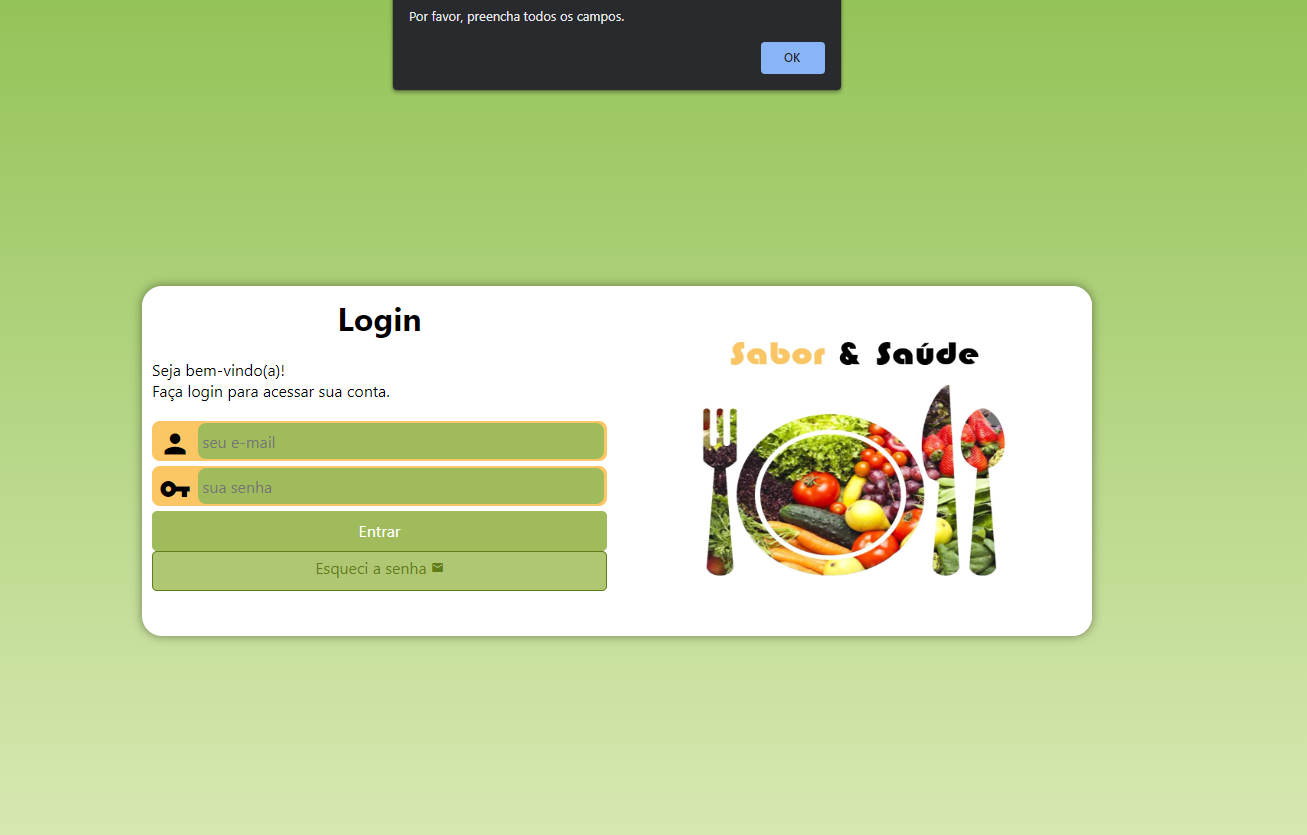 Por favor, preencha todos os campos.
OK
Login
Seja bem-vindo(a)!
Faça login para acessar sua conta.
seu e-mail
sua senha
Entrar
Esqueci a senha
Sabor & Saúde